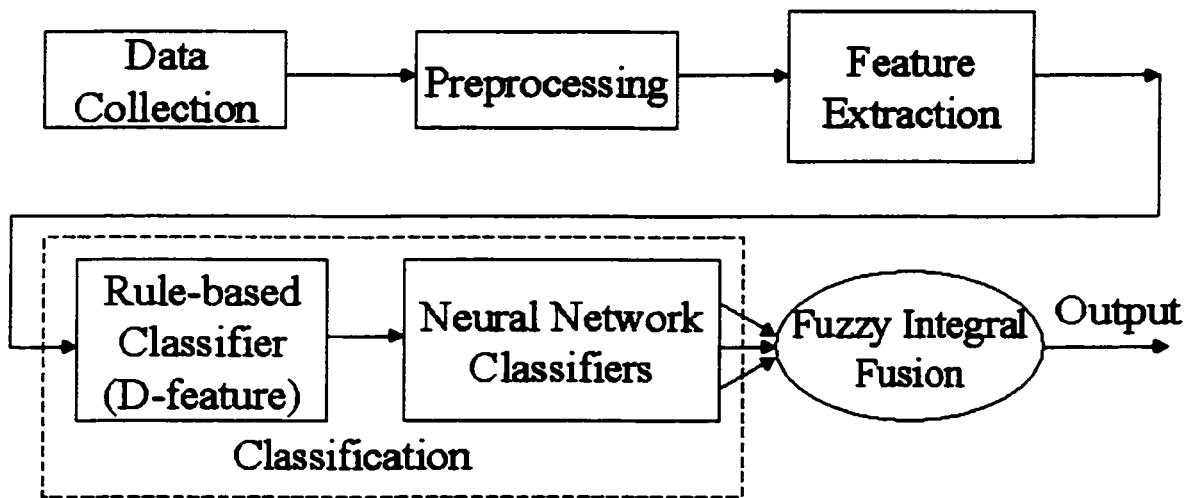 Data
Collection
Preprocessing
Feature
Extraction
Rule-based
Classifier
(D-feature)
Neural Network
Classifiers
Fuzzy Integral
Fusion
Output
Classification